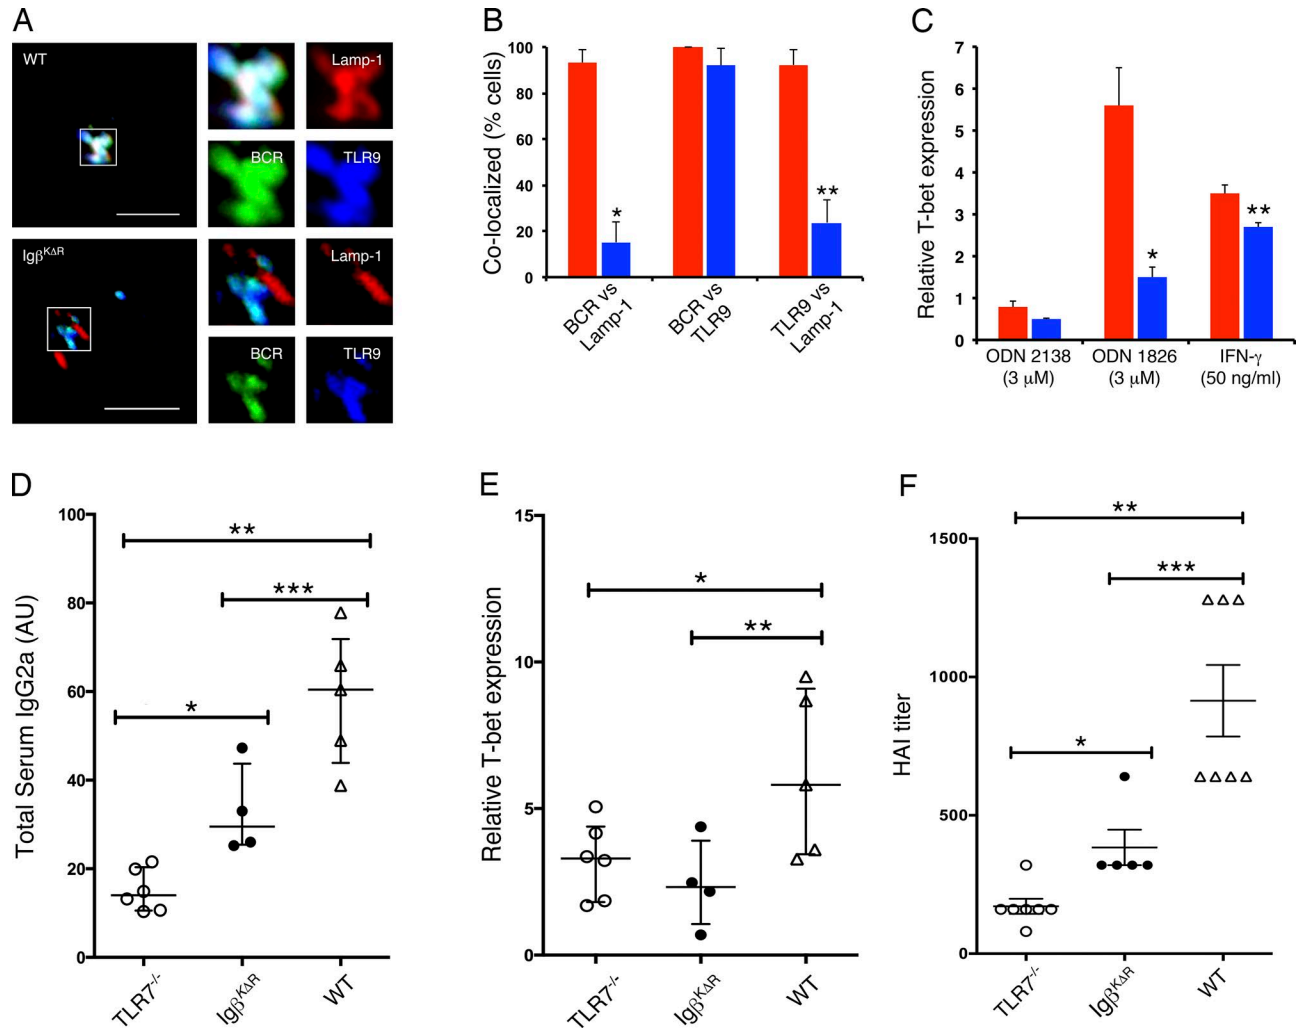 A
WT
Lamp-1
BCR
TLR9
Igβ^KΔR
Lamp-1
BCR
TLR9
B
Co-localized (% cells)
100
80
60
40
20
0
*
**
BCR vs
Lamp-1
BCR vs
TLR9
TLR9 vs
Lamp-1
C
Relative T-bet expression
7
6
5
4
3
2
1
0
*
**
ODN 2138
(3 μM)
ODN 1826
(3 μM)
IFN-γ
(50 ng/ml)
D
Total Serum IgG2a (AU)
100
80
60
40
20
0
**
***
*
TLR7^-/-
Igβ^KΔR
WT
E
Relative T-bet expression
15
10
5
0
*
**
TLR7^-/-
Igβ^KΔR
WT
F
HAI titer
1500
1000
500
0
**
***
*
TLR7^-/-
Igβ^KΔR
WT